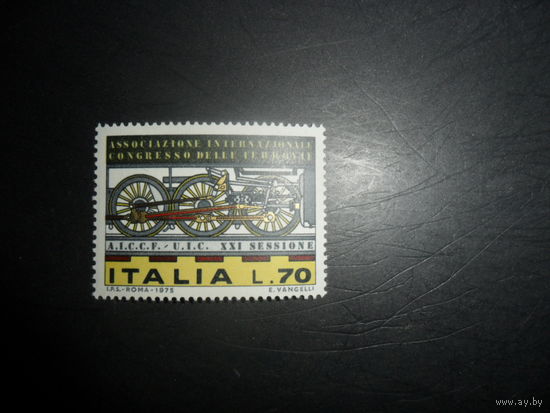 ASSOCIAZIONE INTERNAZIONALE
CONGRESSO DELLE FERROVIE
A.I.C.C.F. - U.I.C. XXI SESSIONE
ITALIA L.70
I.P.S.-ROMA-1975 E. VANGELLI
www.ay.by